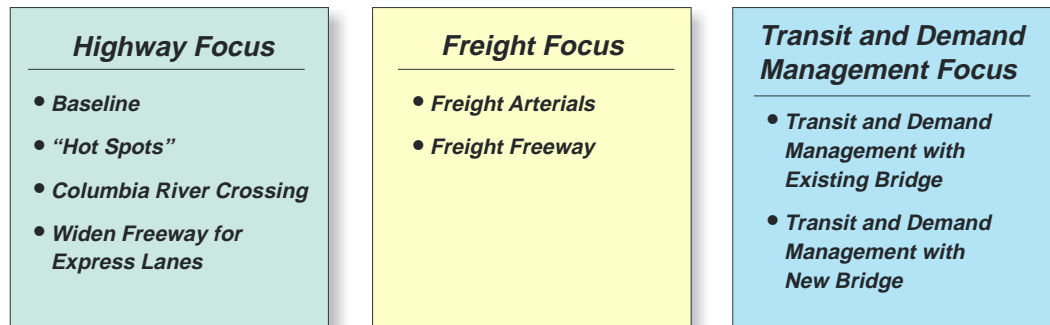 Highway Focus
• Baseline
• “Hot Spots”
• Columbia River Crossing
• Widen Freeway for
Express Lanes
Freight Focus
• Freight Arterials
• Freight Freeway
Transit and Demand
Management Focus
• Transit and Demand
Management with
Existing Bridge
• Transit and Demand
Management with
New Bridge